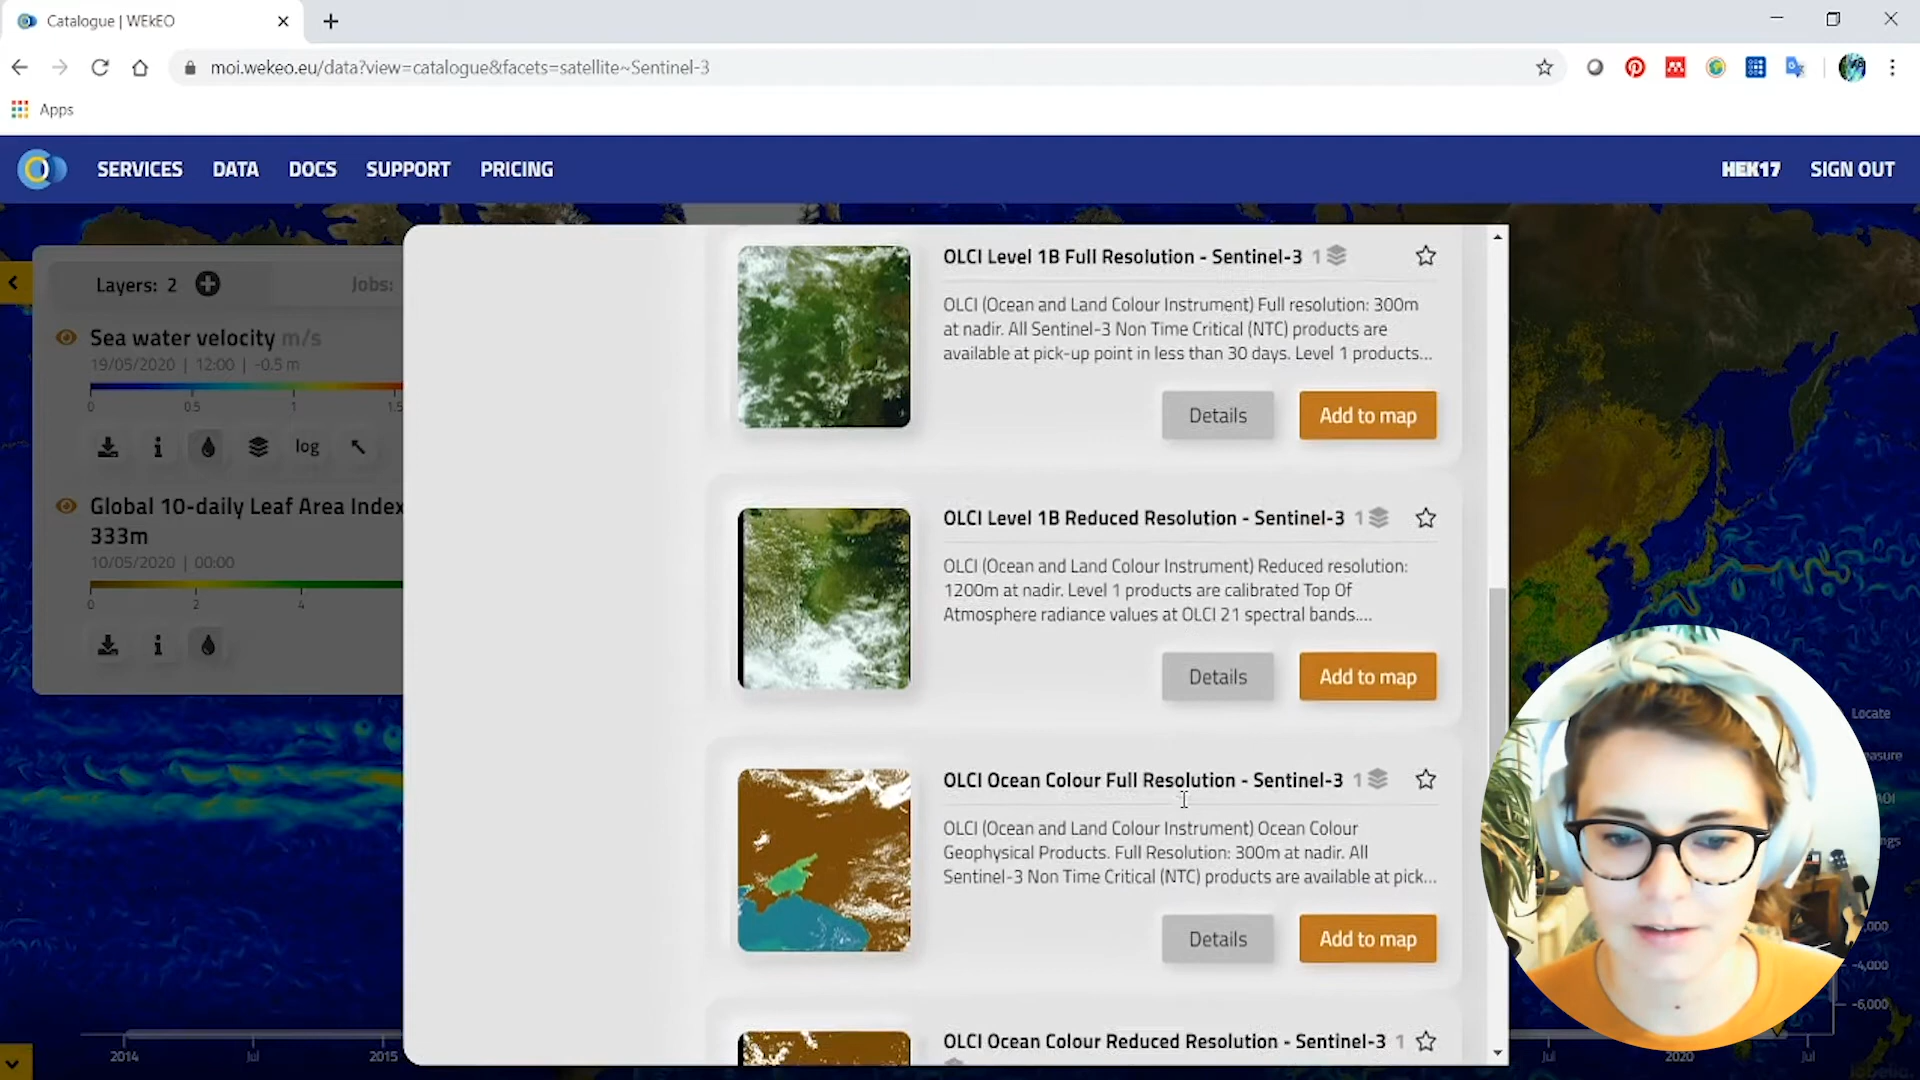 Catalogue | WEkEO
moi.wekeo.eu/data?view=catalogue&facets=satellite~Sentinel-3
Apps
SERVICES DATA DOCS SUPPORT PRICING HEK17 SIGN OUT
Layers: 2 Jobs:
Sea water velocity m/s
19/05/2020 | 12:00 | -0.5 m
0 0.5 1 1.5
log
Global 10-daily Leaf Area Index
333m
10/05/2020 | 00:00
0 2 4
OLCI Level 1B Full Resolution - Sentinel-3 1
OLCI (Ocean and Land Colour Instrument) Full resolution: 300m
at nadir. All Sentinel-3 Non Time Critical (NTC) products are
available at pick-up point in less than 30 days. Level 1 products...
Details Add to map
OLCI Level 1B Reduced Resolution - Sentinel-3 1
OLCI (Ocean and Land Colour Instrument) Reduced resolution:
1200m at nadir. Level 1 products are calibrated Top Of
Atmosphere radiance values at OLCI 21 spectral bands....
Details Add to map
OLCI Ocean Colour Full Resolution - Sentinel-3 1
OLCI (Ocean and Land Colour Instrument) Ocean Colour
Geophysical Products. Full Resolution: 300m at nadir. All
Sentinel-3 Non Time Critical (NTC) products are available at pick...
Details Add to map
OLCI Ocean Colour Reduced Resolution - Sentinel-3 1
Locate
-4,000
-6,000
2014 Jul 2015 Jul 2020 Jul